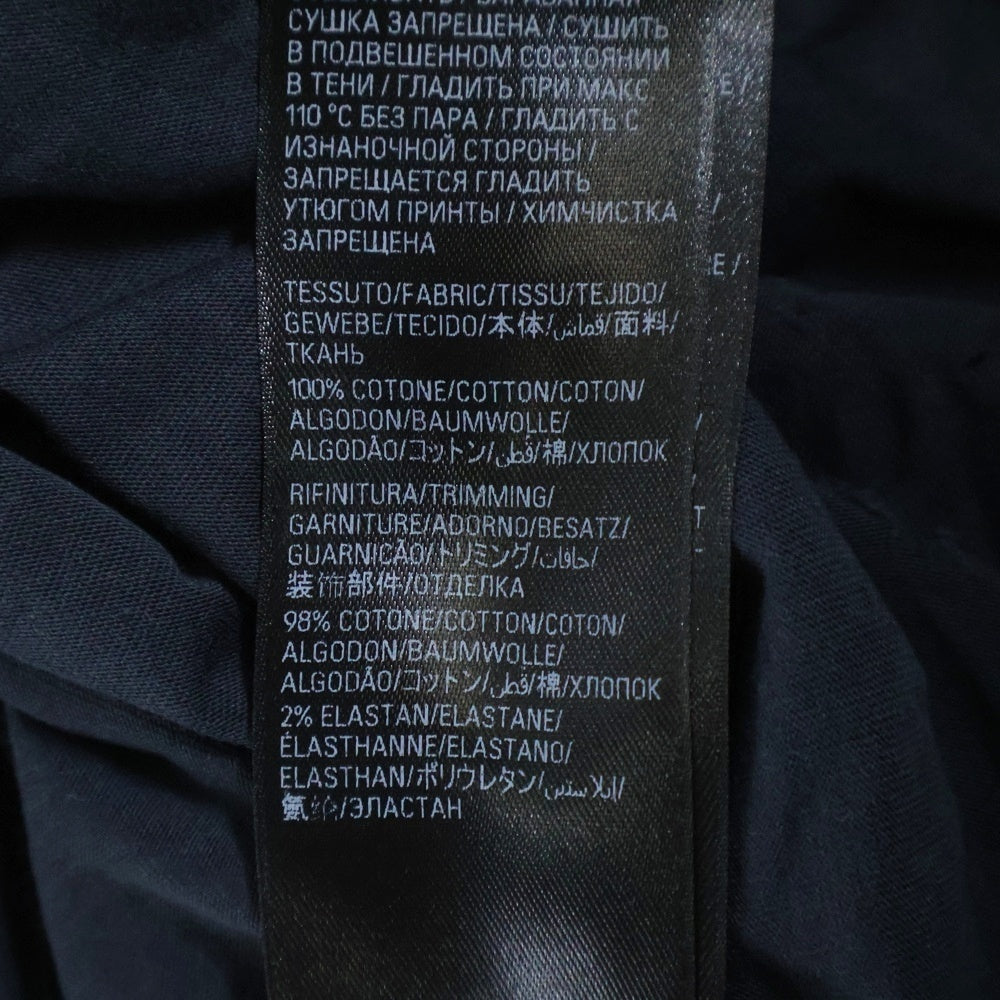 СУШКА ЗАПРЕЩЕНА / СУШИТЬ
В ПОДВЕШЕННОМ СОСТОЯНИИ
В ТЕНИ / ГЛАДИТЬ ПРИ МАКС
110 °C БЕЗ ПАРА / ГЛАДИТЬ С
ИЗНАНОЧНОЙ СТОРОНЫ /
ЗАПРЕЩАЕТСЯ ГЛАДИТЬ
УТЮГОМ ПРИНТЫ / ХИМЧИСТКА
ЗАПРЕЩЕНА
TESSUTO/FABRIC/TISSU/TEJIDO/
GEWEBE/TECIDO/本体/قماش/面料/
ТКАНЬ
100% COTONE/COTTON/COTON/
ALGODON/BAUMWOLLE/
ALGODÃO/コットン/قطن/棉/ХЛОПОК
RIFINITURA/TRIMMING/
GARNITURE/ADORNO/BESATZ/
GUARNICÃO/トリミング/حافات/
装饰部件/ОТДЕЛКА
98% COTONE/COTTON/COTON/
ALGODON/BAUMWOLLE/
ALGODÃO/コットン/قطن/棉/ХЛОПОК
2% ELASTAN/ELASTANE/
ÉLASTHANNE/ELASTANO/
ELASTHAN/ポリウレタン/إيلاستين/
氨纶/ЭЛАСТАН